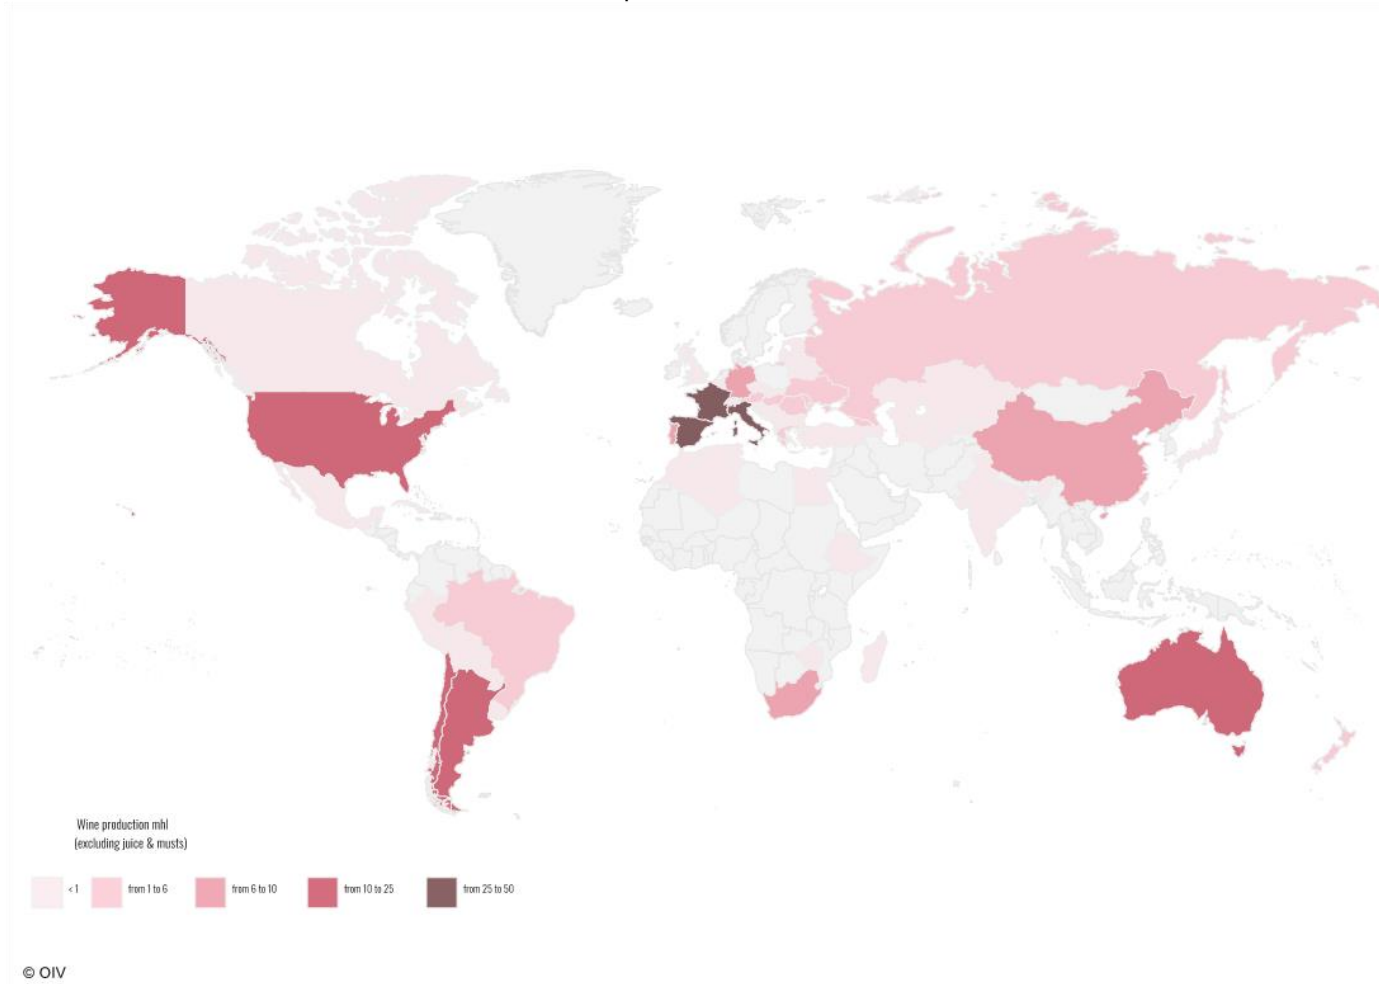 Wine production mhl
(excluding juice & musts)
< 1
from 1 to 6
from 6 to 10
from 10 to 25
from 25 to 50
© OIV